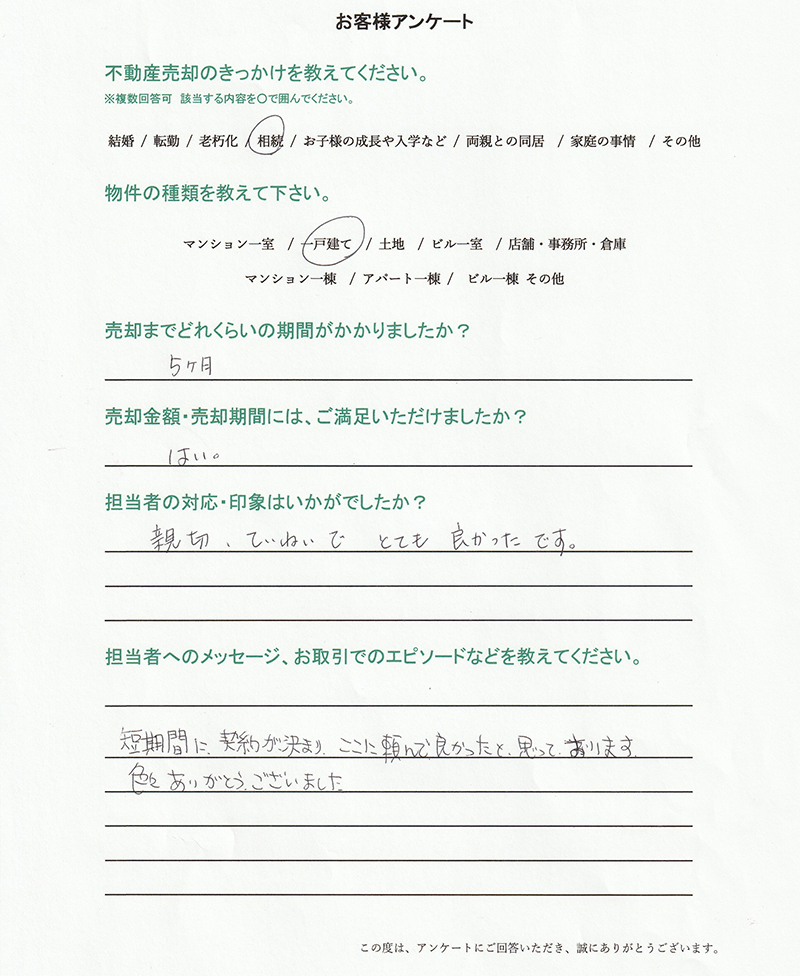 お客様アンケート
不動産売却のきっかけを教えてください。
※複数回答可 該当する内容を〇で囲んでください。
結婚 / 転勤 / 老朽化 / 相続 / お子様の成長や入学など / 両親との同居 / 家庭の事情 / その他
物件の種類を教えて下さい。
マンション一室 / 一戸建て / 土地 / ビル一室 / 店舗・事務所・倉庫
マンション一棟 / アパート一棟 / ビル一棟 その他
売却までどれくらいの期間がかかりましたか？
5ヶ月
売却金額・売却期間には、ご満足いただけましたか？
はい。
担当者の対応・印象はいかがでしたか？
親切、ていねいで とても 良かったです。
担当者へのメッセージ、お取引でのエピソードなどを教えてください。
短期間に、契約が決まり、ここに頼んで、良かったと、思って、おります。
色々ありがとう、ございました
この度は、アンケートにご回答いただき、誠にありがとうございます。